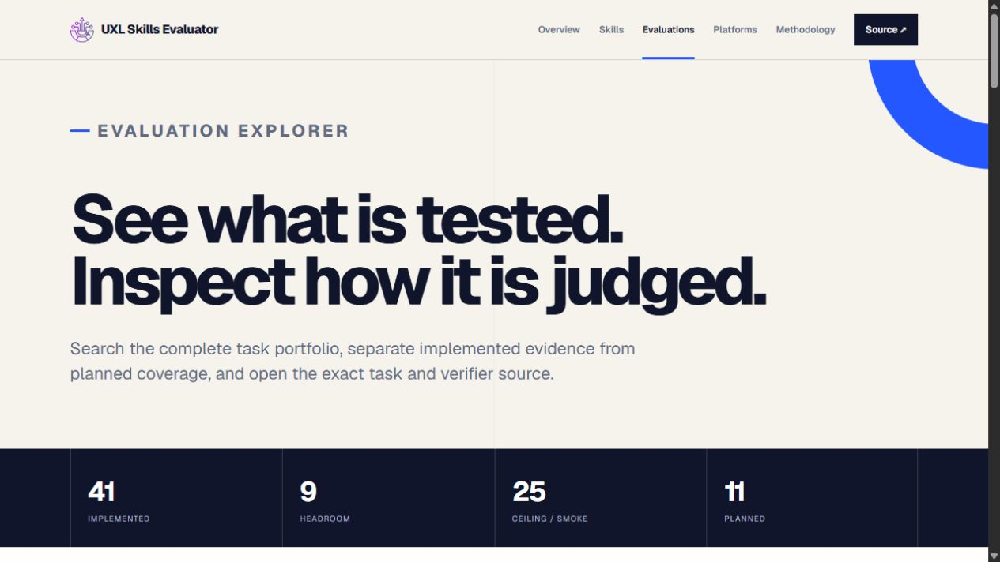 UXL Skills Evaluator
Overview
Skills
Evaluations
Platforms
Methodology
Source ↗
EVALUATION EXPLORER
See what is tested.
Inspect how it is judged.
Search the complete task portfolio, separate implemented evidence from
planned coverage, and open the exact task and verifier source.
41
IMPLEMENTED
9
HEADROOM
25
CEILING / SMOKE
11
PLANNED